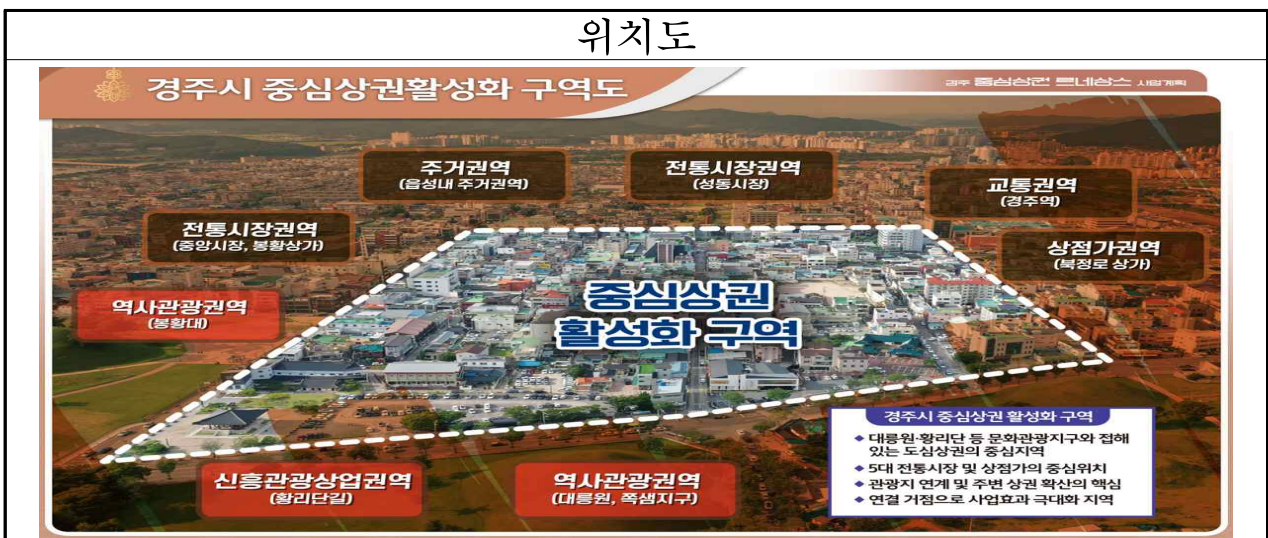 위치도
경주시 중심상권활성화 구역도
경주 중심상권 르네상스 사업계획
주거권역
(읍성내 주거권역)
전통시장권역
(성동시장)
교통권역
(경주역)
전통시장권역
(중앙시장, 봉황상가)
상점가권역
(북정로 상가)
역사관광권역
(봉황대)
중심상권
활성화 구역
경주시 중심상권 활성화 구역
◆ 대릉원·황리단 등 문화관광지구와 접해
있는 도심상권의 중심지역
◆ 5대 전통시장 및 상점가의 중심위치
◆ 관광지 연계 및 주변 상권 확산의 핵심
◆ 연결 거점으로 사업효과 극대화 지역
신흥관광상업권역
(황리단길)
역사관광권역
(대릉원, 쪽샘지구)